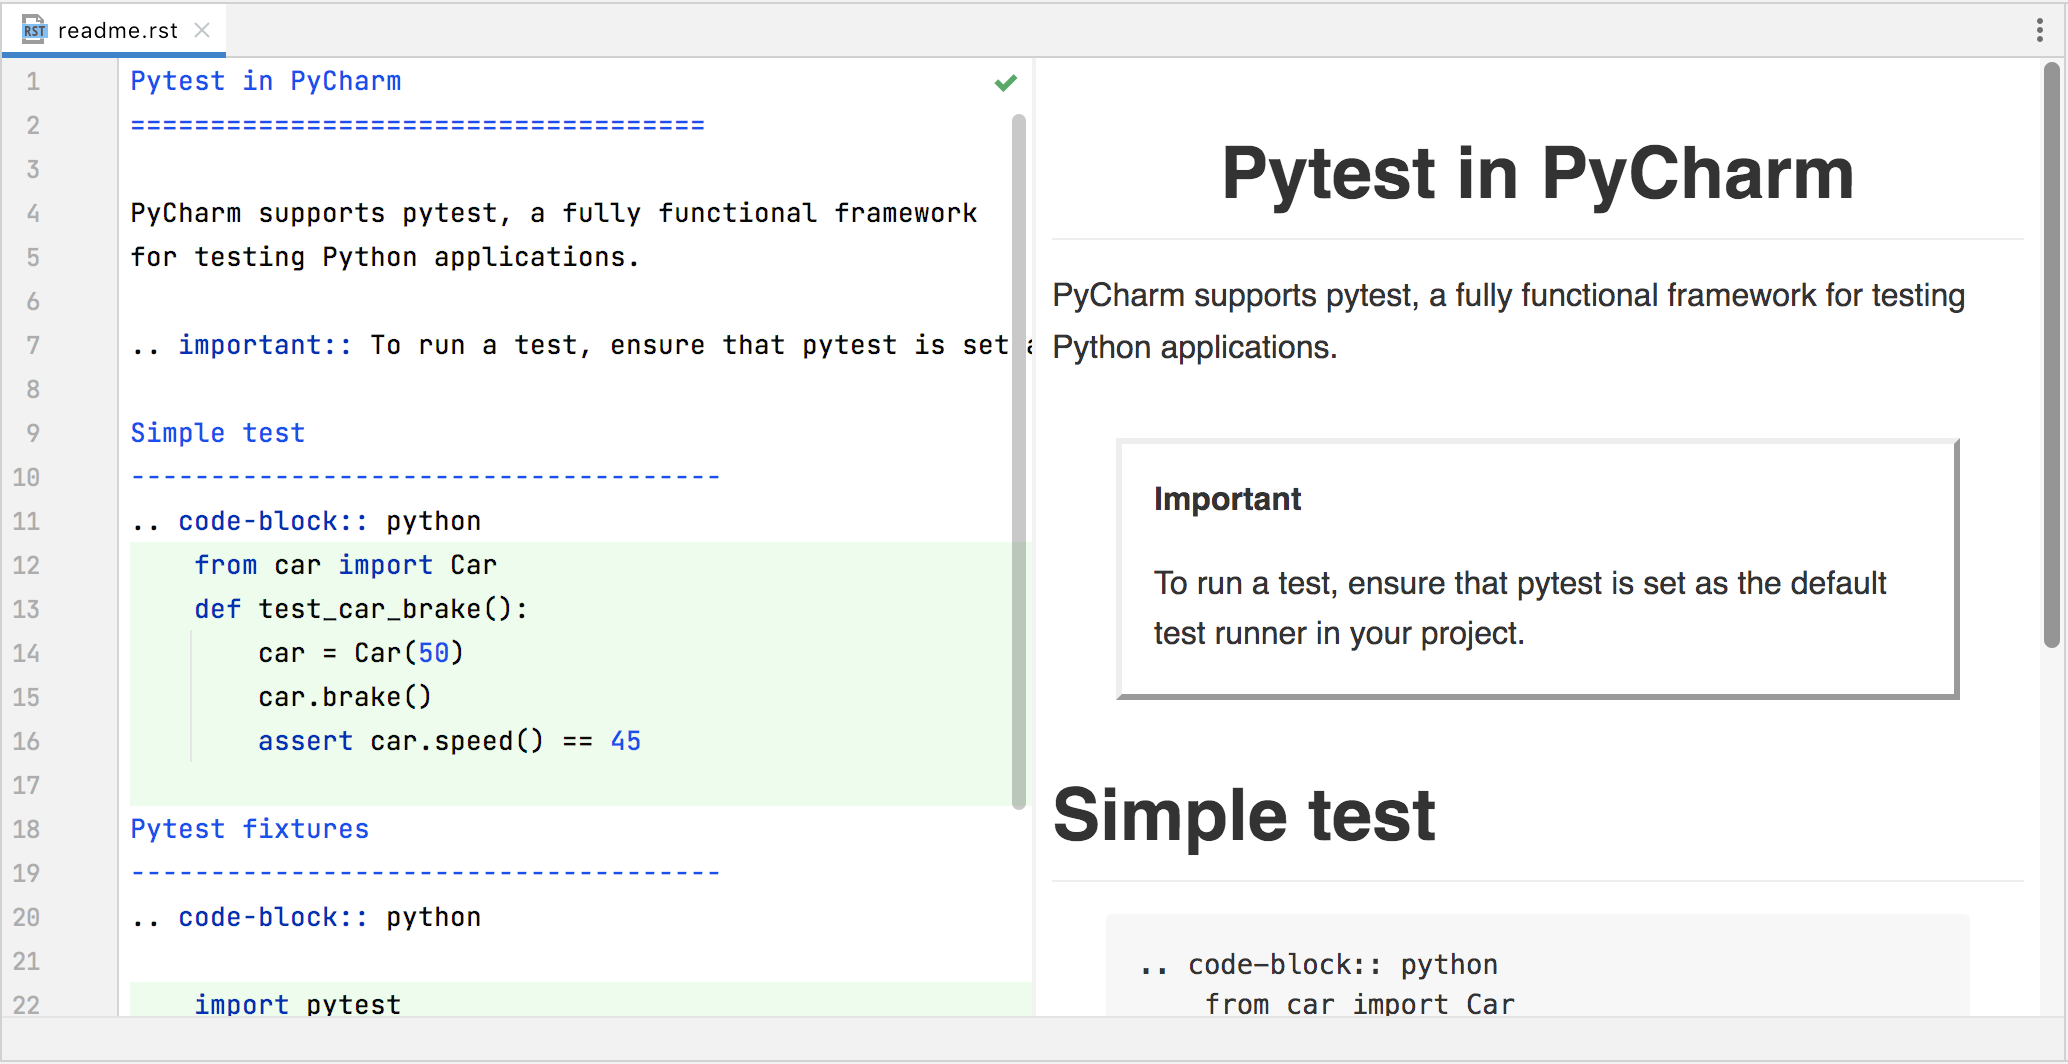 RST readme.rst
1 Pytest in PyCharm
2 ====================================
3
4 PyCharm supports pytest, a fully functional framework
5 for testing Python applications.
6
7 .. important:: To run a test, ensure that pytest is set a
8
9 Simple test
10 -------------------------------------
11 .. code-block:: python
12 from car import Car
13 def test_car_brake():
14 car = Car(50)
15 car.brake()
16 assert car.speed() == 45
17
18 Pytest fixtures
19 -------------------------------------
20 .. code-block:: python
21
22 import pytest
Pytest in PyCharm
PyCharm supports pytest, a fully functional framework for testing
Python applications.
Important
To run a test, ensure that pytest is set as the default
test runner in your project.
Simple test
.. code-block:: python
from car import Car